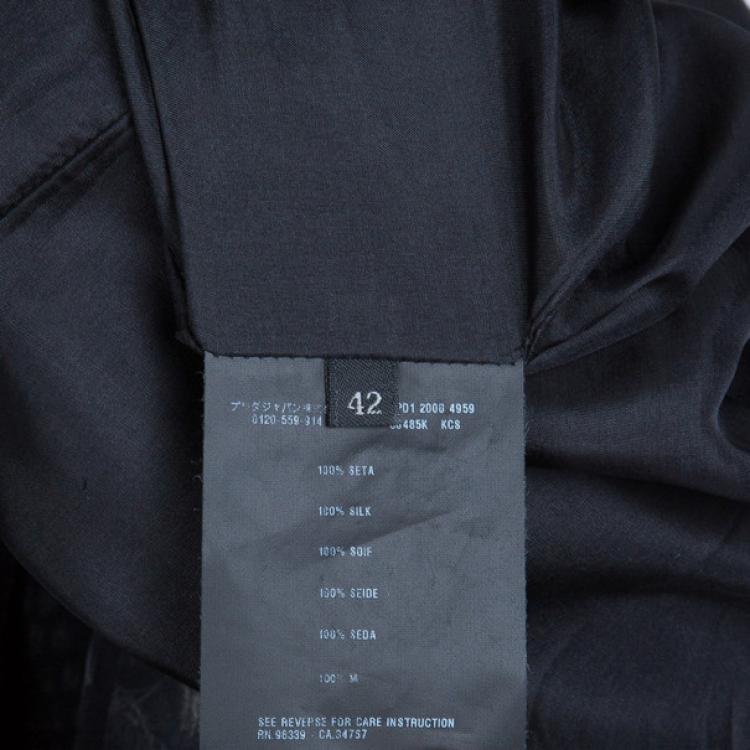 42
プラダジャパン
2000 4959
0120-559-914
485K KCS
100% SETA
100% SILK
100% SOIE
100% SEIDE
100% SEDA
100%
SEE REVERSE FOR CARE INSTRUCTION
RN.98339 - CA.34757